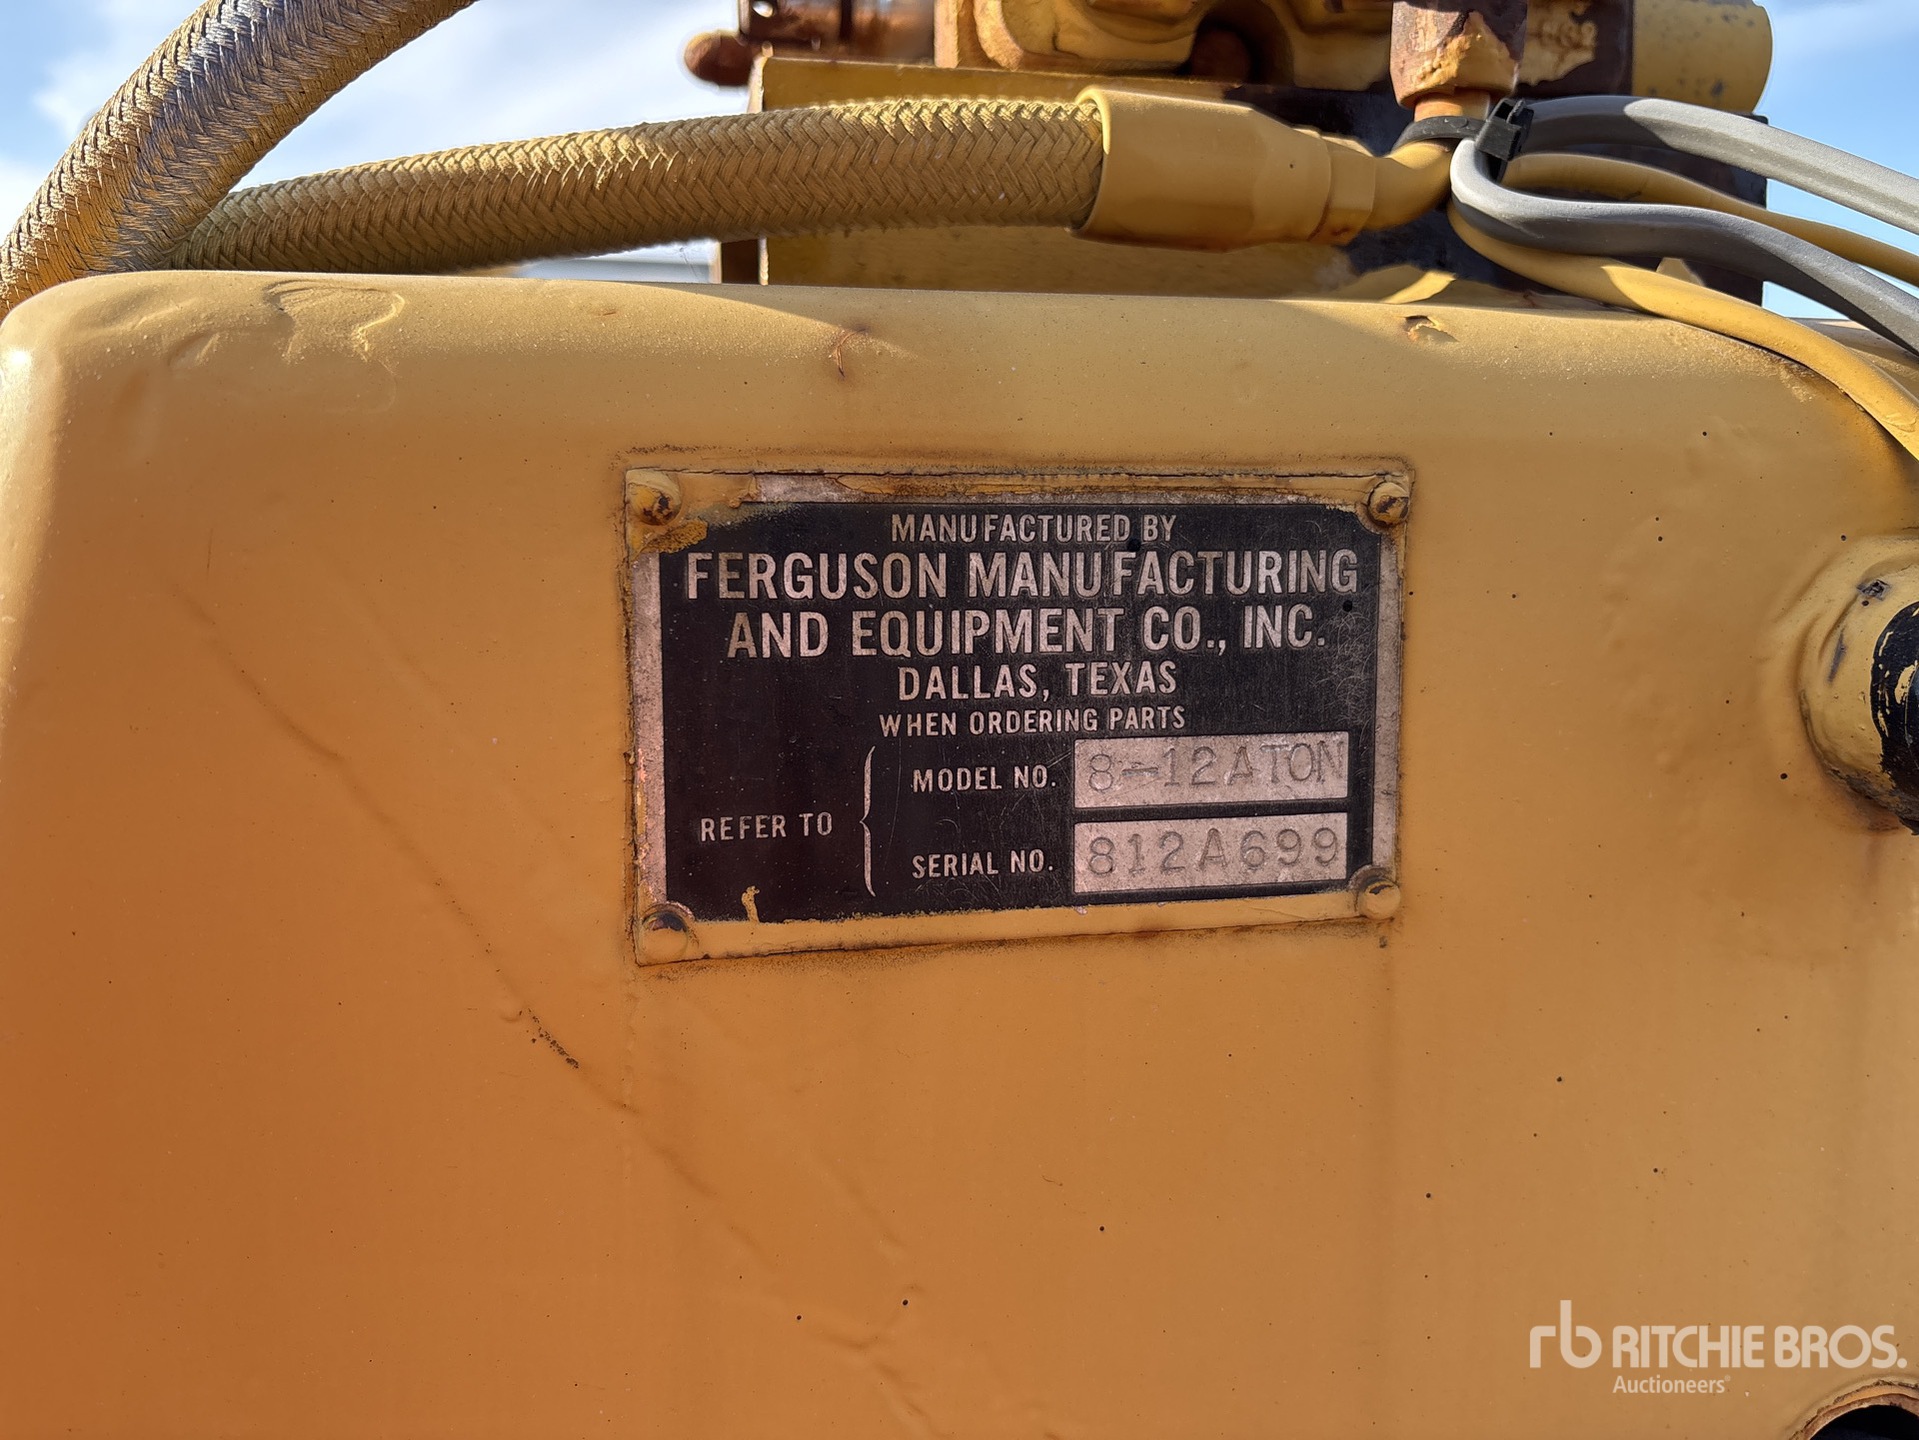 MANUFACTURED BY
FERGUSON MANUFACTURING
AND EQUIPMENT CO., INC.
DALLAS, TEXAS
WHEN ORDERING PARTS
REFER TO
MODEL NO. 8-12ATON
SERIAL NO. 812A699
rb RITCHIE BROS.
Auctioneers